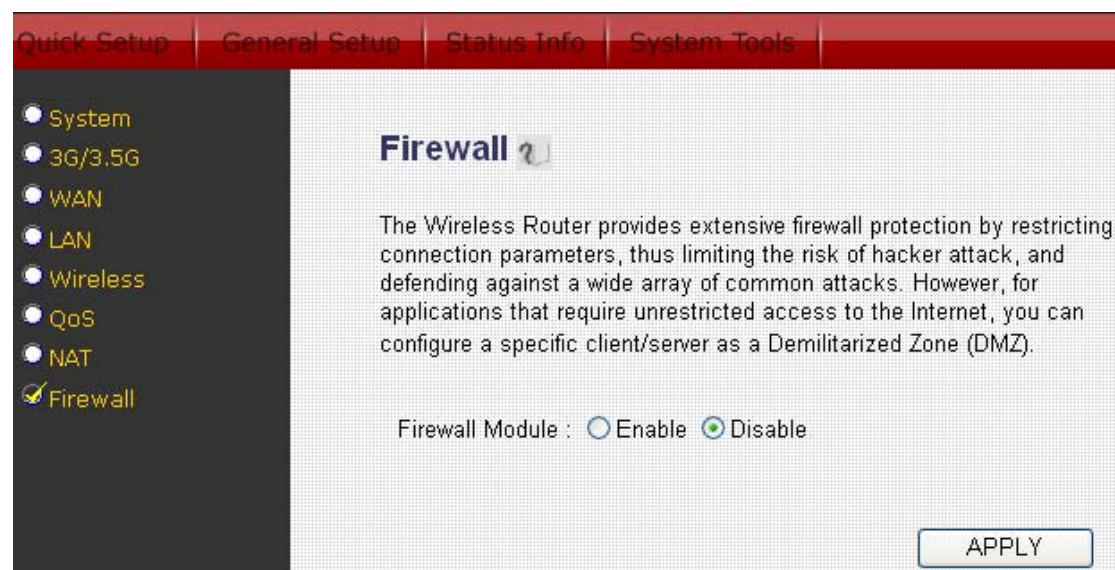 Quick Setup General Setup Status Info System Tools
System
3G/3.5G
WAN
LAN
Wireless
QoS
NAT
Firewall
Firewall
The Wireless Router provides extensive firewall protection by restricting
connection parameters, thus limiting the risk of hacker attack, and
defending against a wide array of common attacks. However, for
applications that require unrestricted access to the Internet, you can
configure a specific client/server as a Demilitarized Zone (DMZ).
Firewall Module : Enable Disable
APPLY